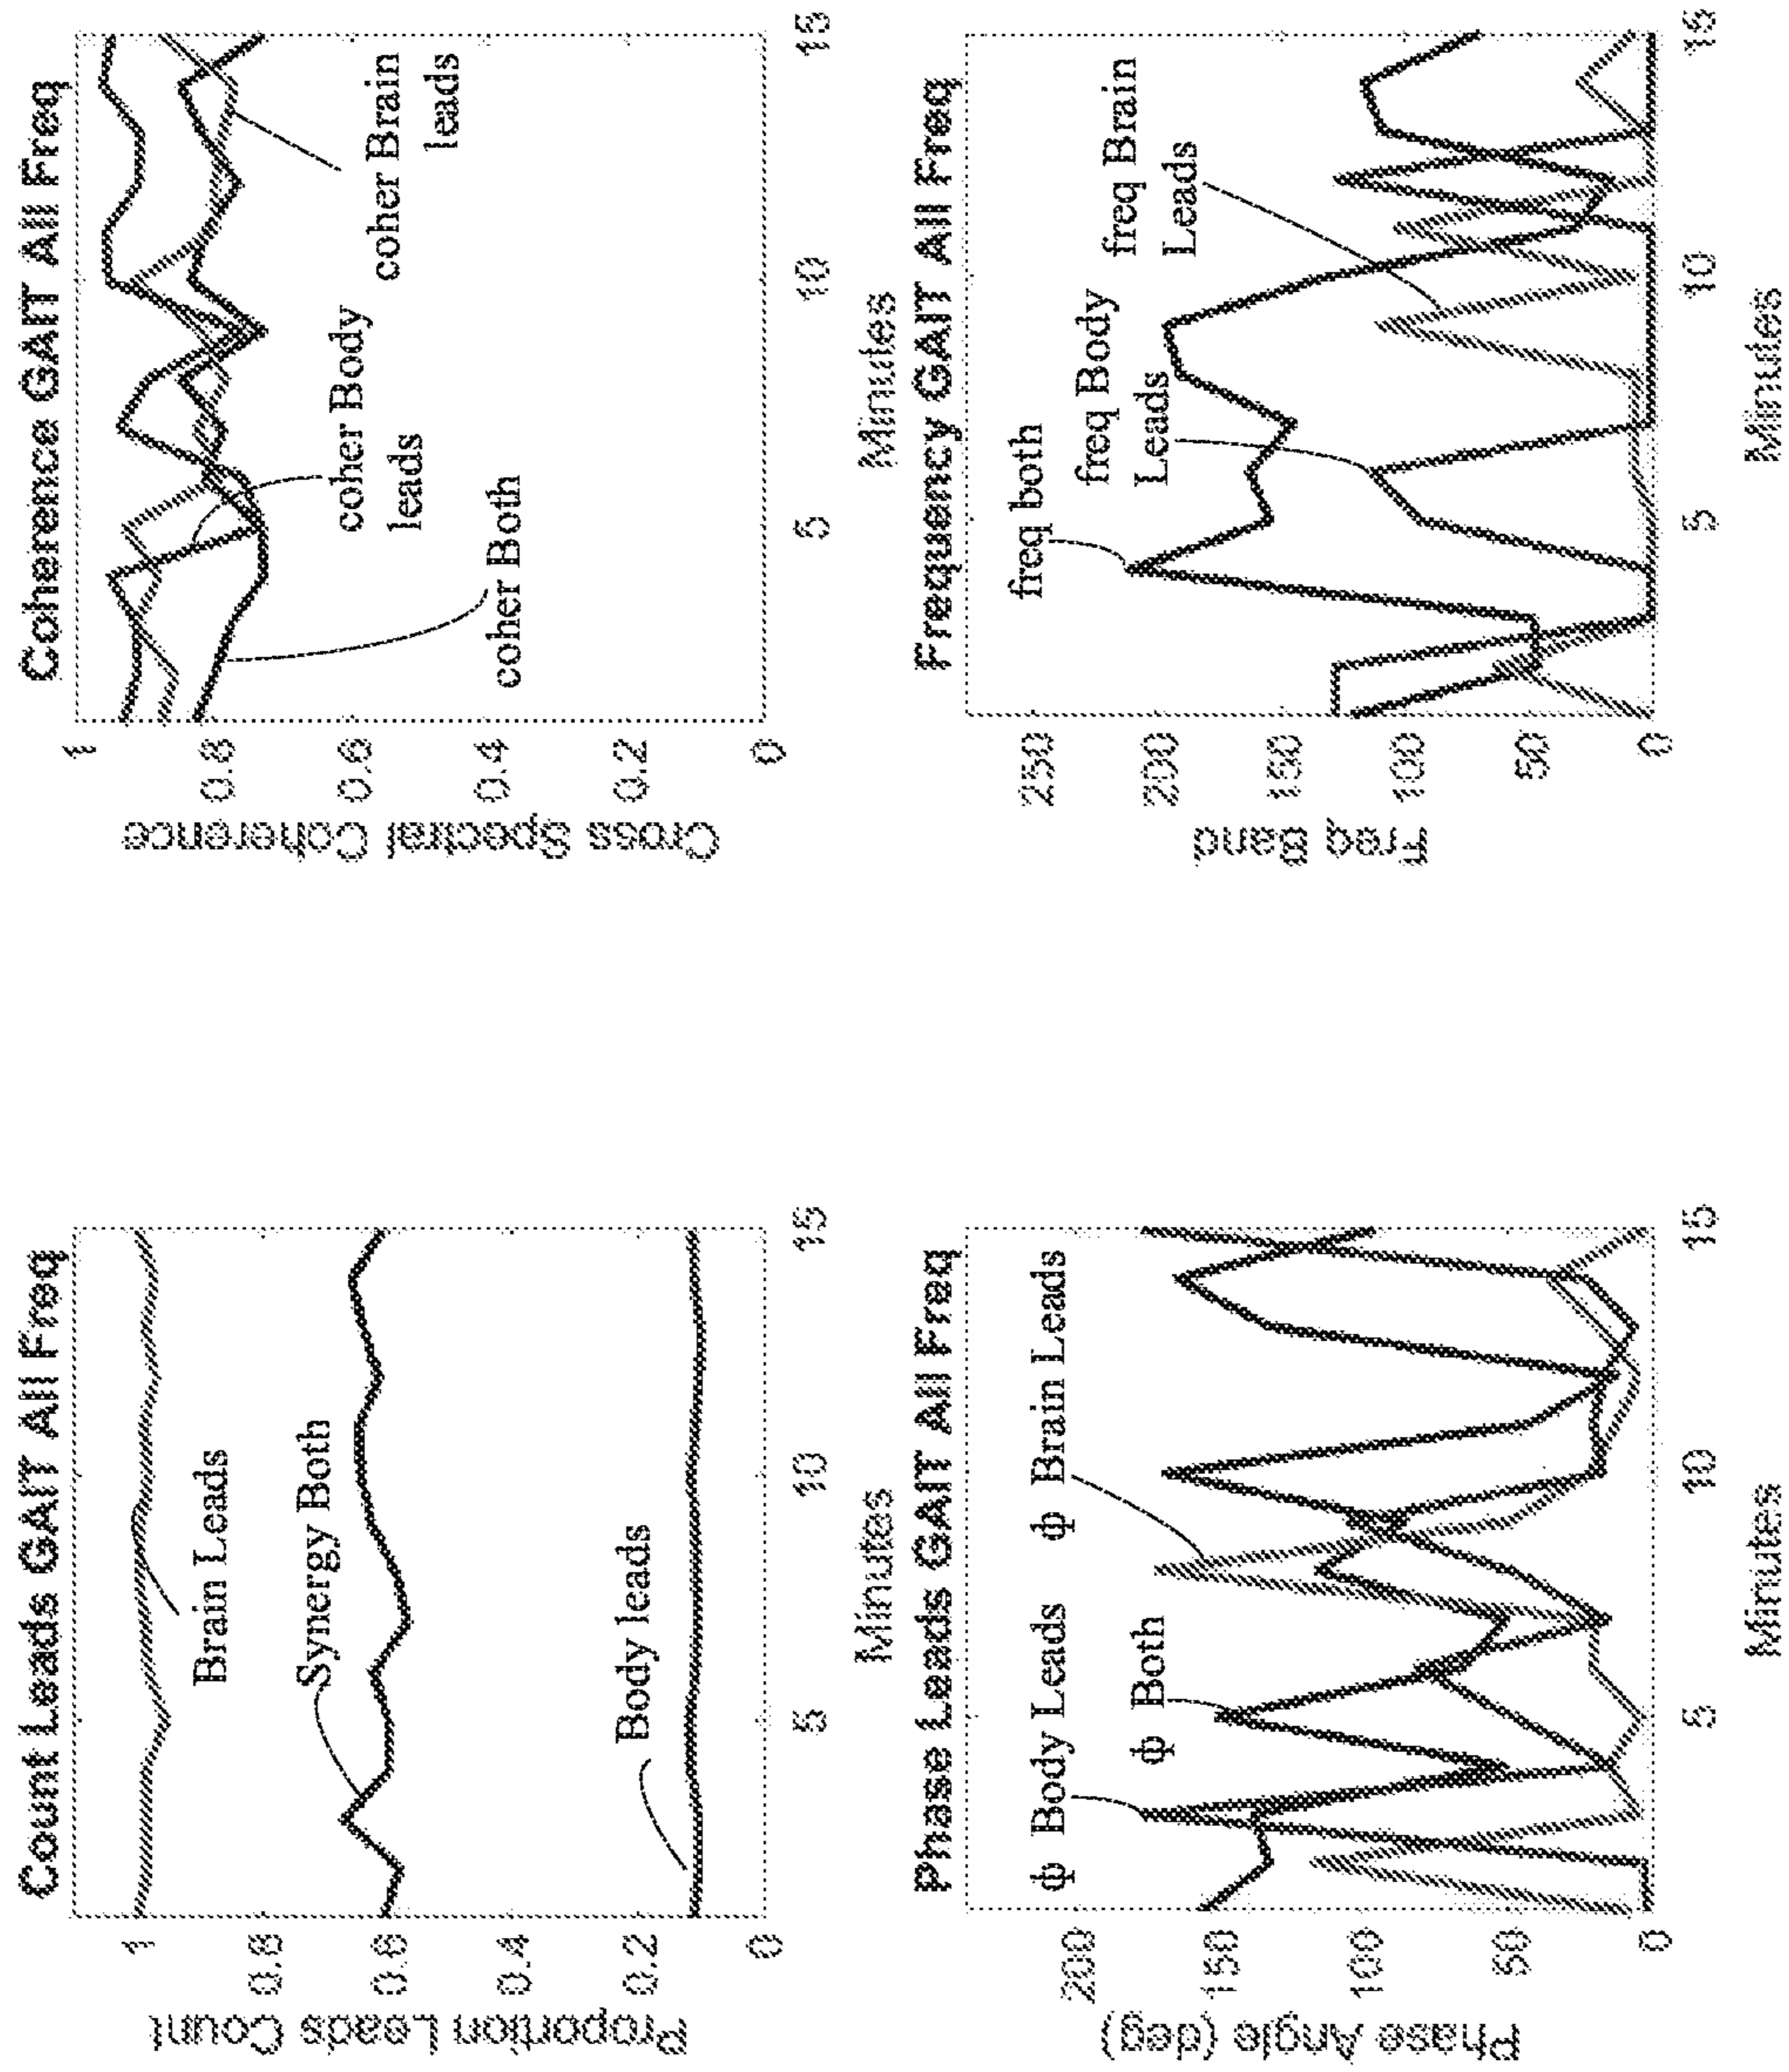 Count Leads GAIT All Freq
Proportion Leads Count
1
0.8
0.6
0.4
0.2
0
Brain Leads
Synergy Both
Body leads
5
10
15
Minutes
Coherence GAIT All Freq
Cross Spectral Coherence
1
0.8
0.6
0.4
0.2
0
coher Body
leads
coher Both
coher Brain
leads
5
10
15
Minutes
Phase Leads GAIT All Freq
Phase Angle (deg)
200
150
100
50
0
ϕ Body Leads
ϕ Both
ϕ Brain Leads
5
10
15
Minutes
Frequency GAIT All Freq
Freq Band
250
200
150
100
50
0
freq both
freq Body
Leads
freq Brain
Leads
5
10
15
Minutes